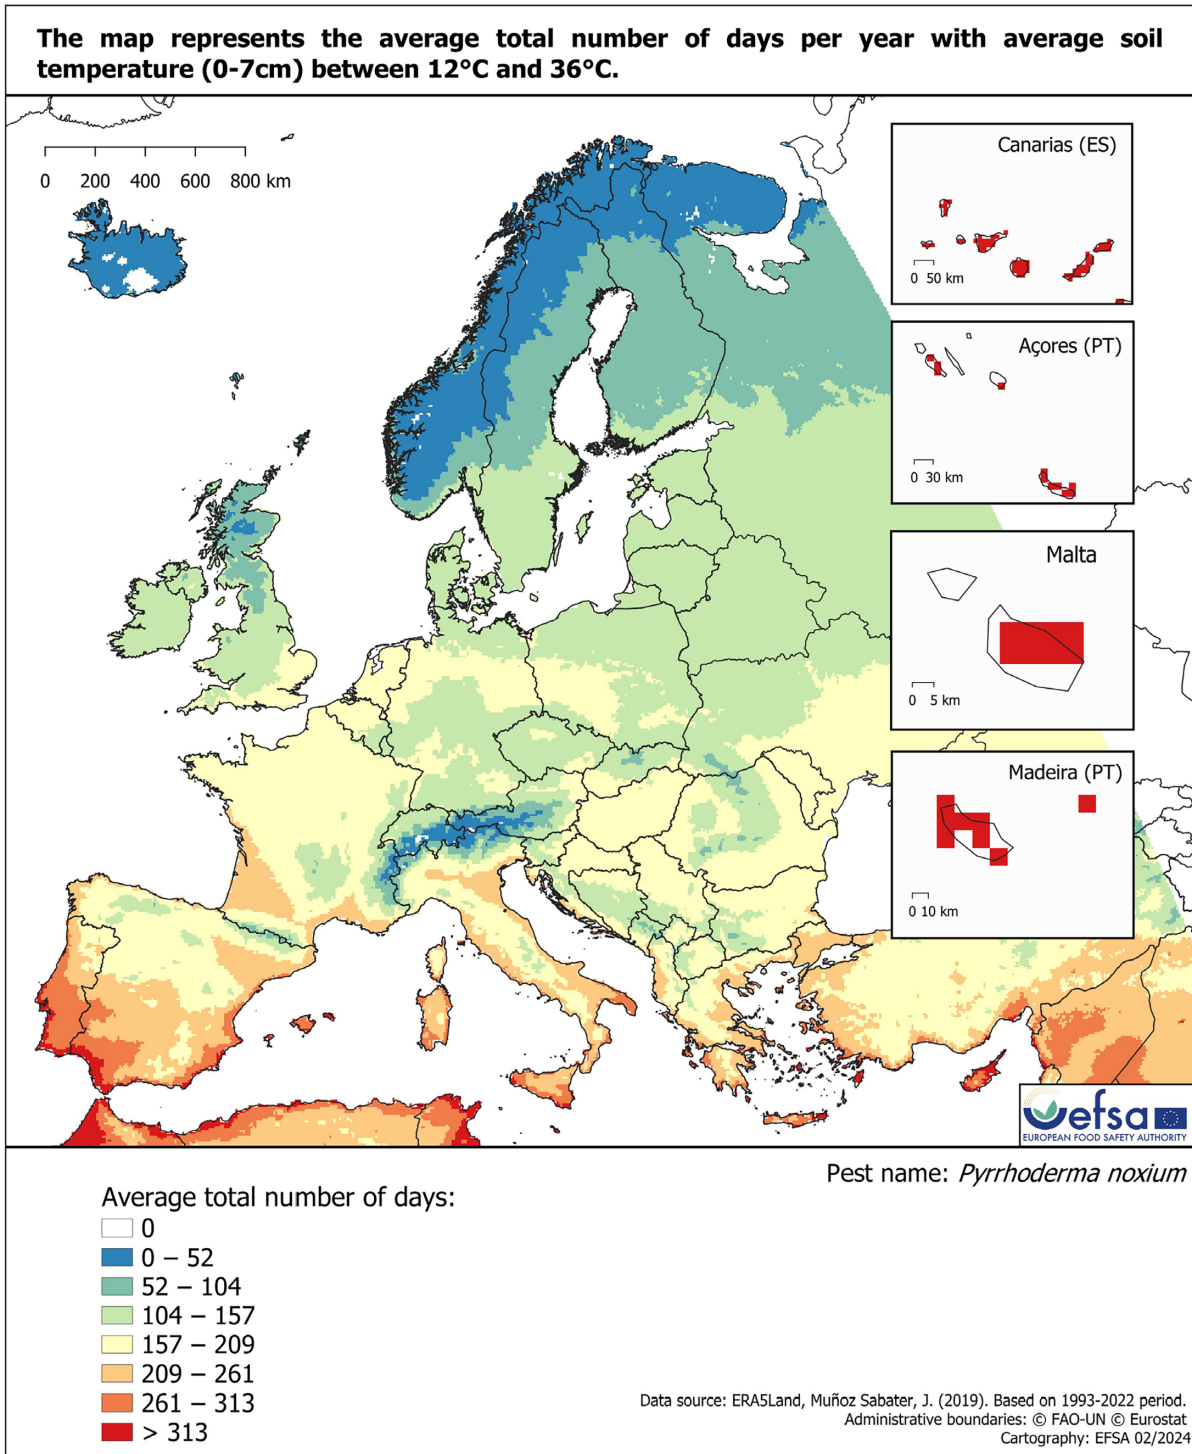 The map represents the average total number of days per year with average soil
temperature (0-7cm) between 12°C and 36°C.
0 200 400 600 800 km
Canarias (ES)
0 50 km
Açores (PT)
0 30 km
Malta
0 5 km
Madeira (PT)
0 10 km
efsa
EUROPEAN FOOD SAFETY AUTHORITY
Pest name: Pyrrhoderma noxium
Average total number of days:
0
0 – 52
52 – 104
104 – 157
157 – 209
209 – 261
261 – 313
> 313
Data source: ERA5Land, Muñoz Sabater, J. (2019). Based on 1993-2022 period.
Administrative boundaries: © FAO-UN © Eurostat
Cartography: EFSA 02/2024